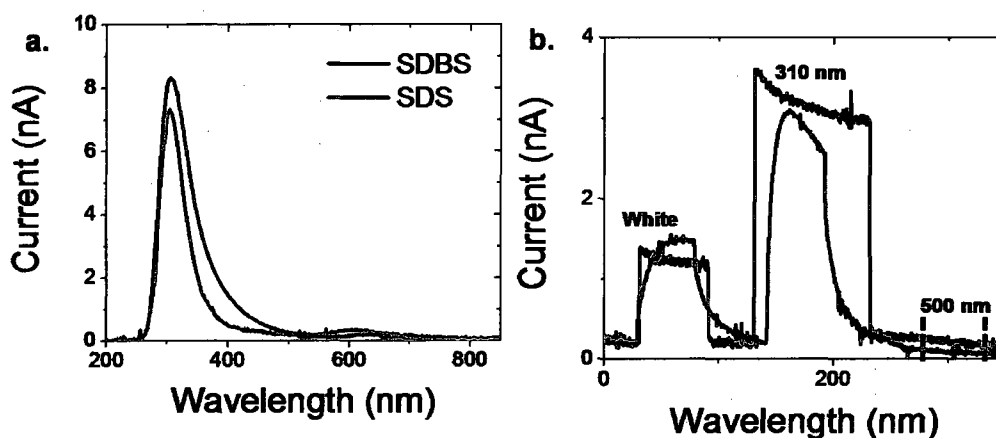 a.
SDBS
SDS
Current (nA)
10
8
6
4
2
0
200 400 600 800
Wavelength (nm)
b.
310 nm
White
500 nm
Current (nA)
4
2
0
0 200
Wavelength (nm)